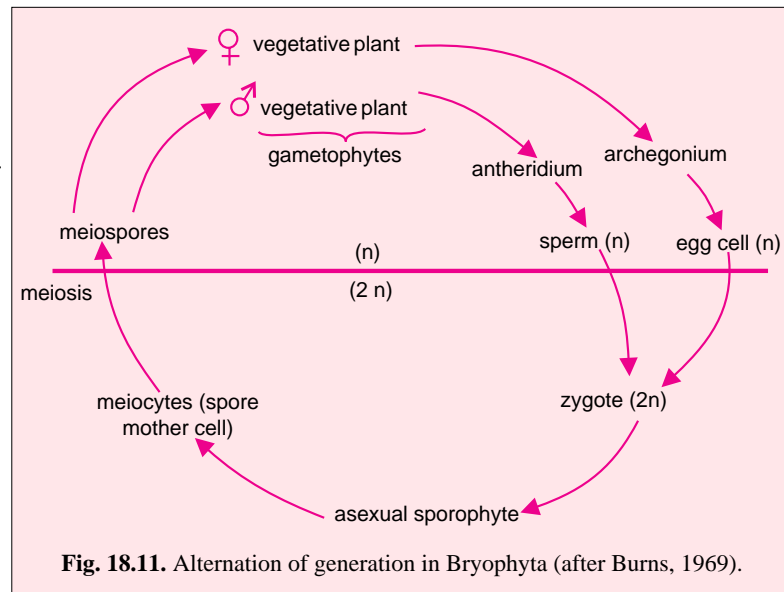 ♀ vegetative plant
♂ vegetative plant
gametophytes
antheridium
archegonium
meiospores
sperm (n)
egg cell (n)
(n)
meiosis
(2 n)
meiocytes (spore
mother cell)
zygote (2n)
asexual sporophyte
Fig. 18.11. Alternation of generation in Bryophyta (after Burns, 1969).